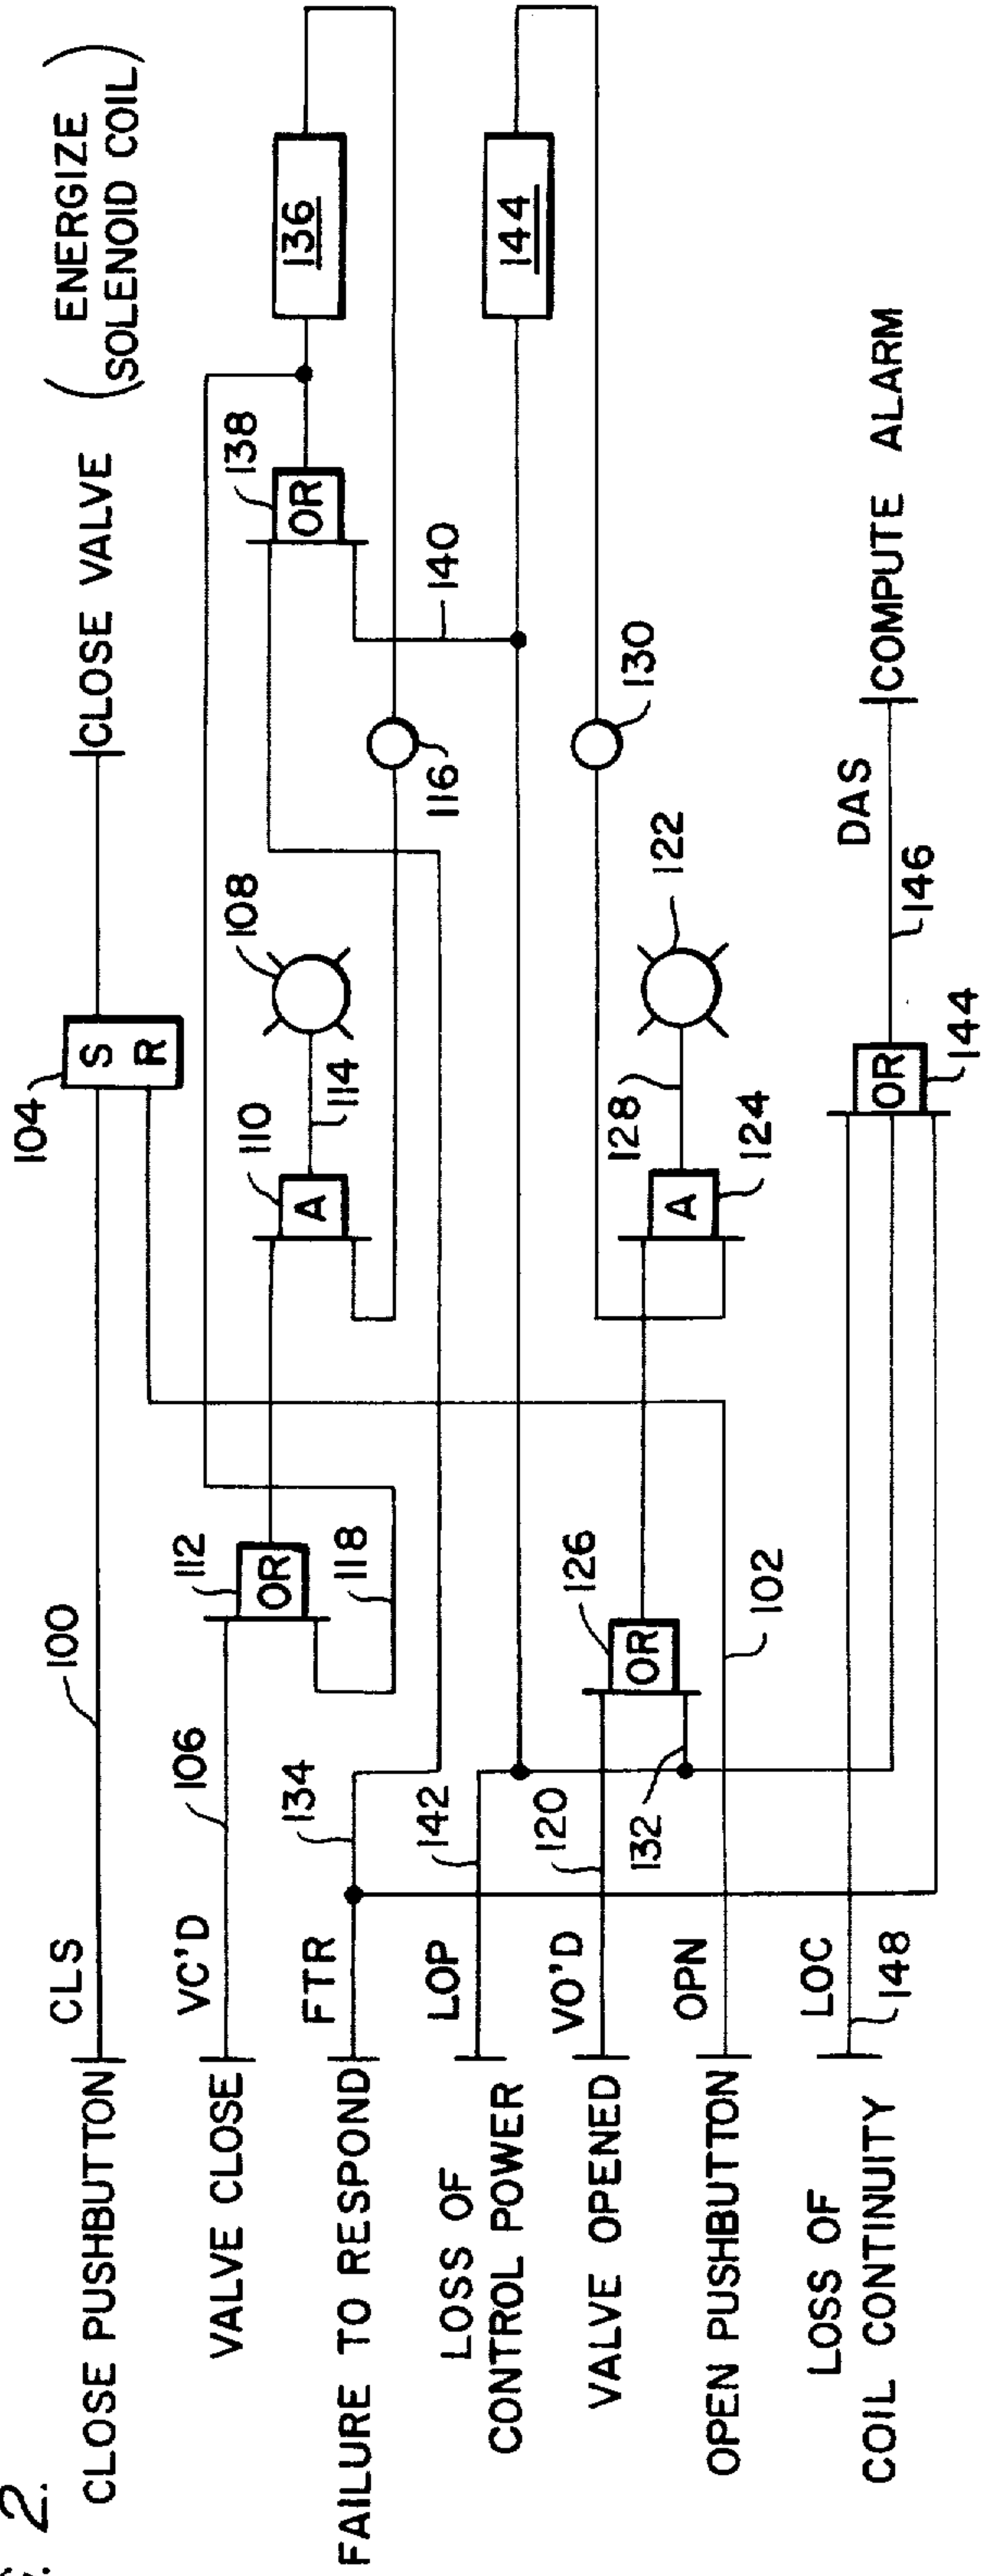 2.
CLOSE PUSHBUTTON
CLS
100
104
S
R
CLOSE VALVE
(ENERGIZE
SOLENOID COIL)
VALVE CLOSE
VC'D
106
112
OR
118
110
A
114
108
138
OR
136
FAILURE TO RESPOND
FTR
134
116
140
LOSS OF
CONTROL POWER
LOP
142
144
VALVE OPENED
VO'D
120
132
126
OR
128
A
124
122
130
OPEN PUSHBUTTON
OPN
102
LOSS OF
COIL CONTINUITY
LOC
148
OR
144
146
DAS
COMPUTE ALARM